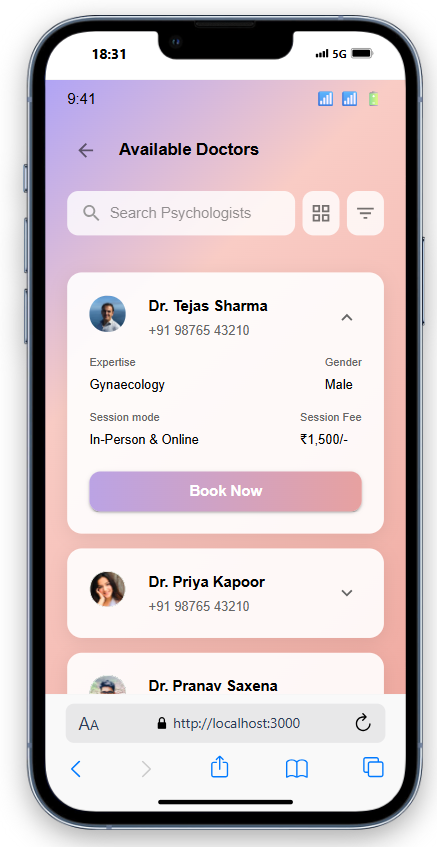 18:31 5G
9:41
Available Doctors
Search Psychologists
Dr. Tejas Sharma
+91 98765 43210
Expertise Gender
Gynaecology Male
Session mode Session Fee
In-Person & Online ₹1,500/-
Book Now
Dr. Priya Kapoor
+91 98765 43210
Dr. Pranav Saxena
AA http://localhost:3000